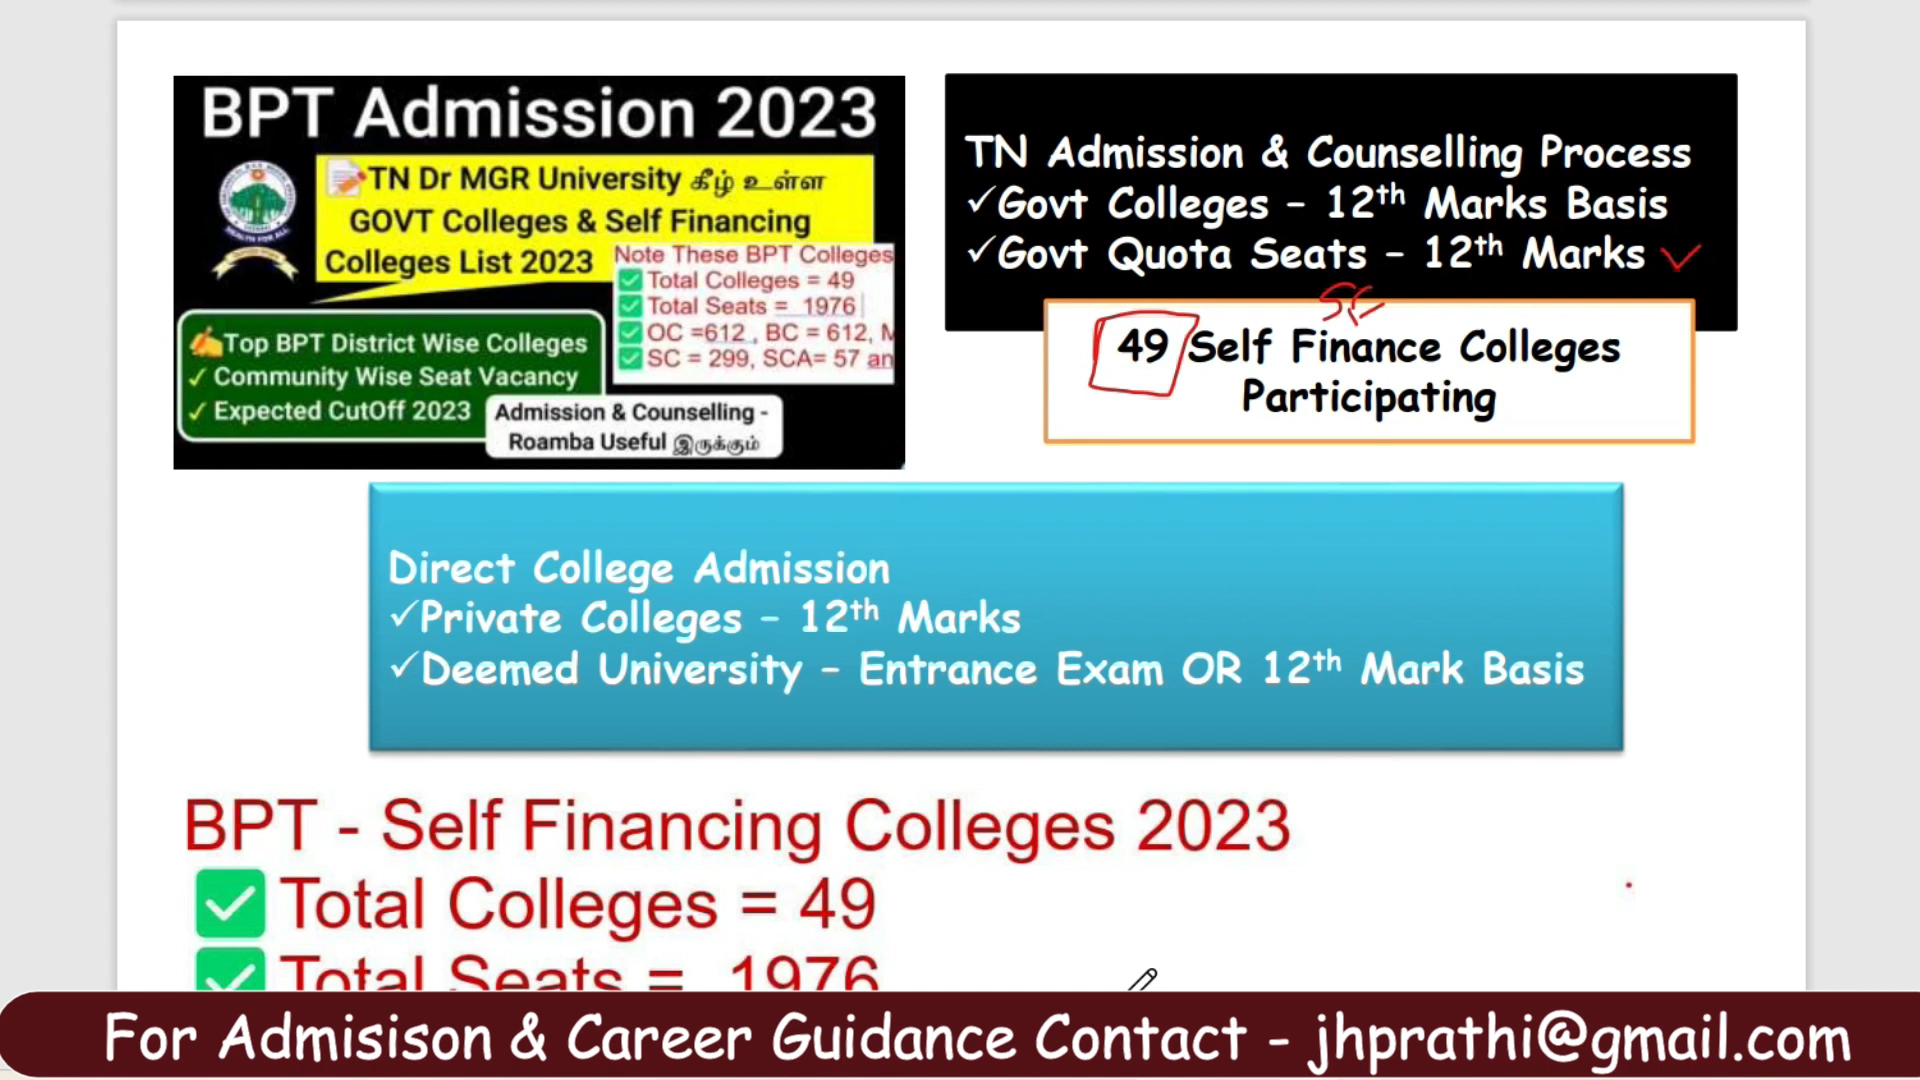 BPT Admission 2023
TN Dr MGR University கீழ் உள்ள
GOVT Colleges & Self Financing
Colleges List 2023
Note These BPT Colleges
Total Colleges = 49
Total Seats = 1976
OC =612 , BC = 612, M
SC = 299, SCA= 57 an
Top BPT District Wise Colleges
✓ Community Wise Seat Vacancy
✓ Expected CutOff 2023
Admission & Counselling -
Roamba Useful இருக்கும்
TN Admission & Counselling Process
✓Govt Colleges – 12th Marks Basis
✓Govt Quota Seats – 12th Marks
49 Self Finance Colleges
Participating
Direct College Admission
✓Private Colleges – 12th Marks
✓Deemed University – Entrance Exam OR 12th Mark Basis
BPT - Self Financing Colleges 2023
Total Colleges = 49
Total Seats = 1976
For Admisison & Career Guidance Contact - jhprathi@gmail.com